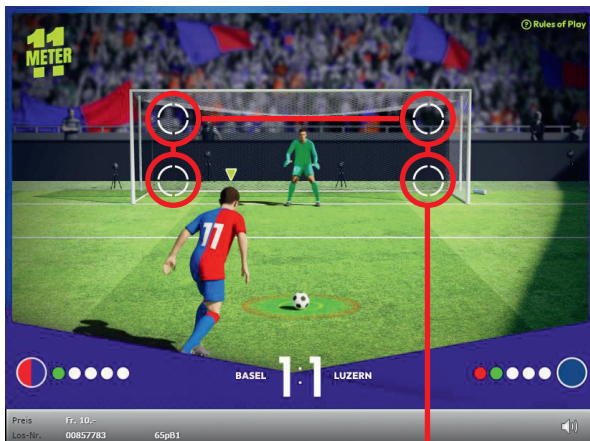 11
METER
? Rules of Play
11
BASEL 1:1 LUZERN
Preis Fr. 10.-
Los-Nr. 00857783 65pB1